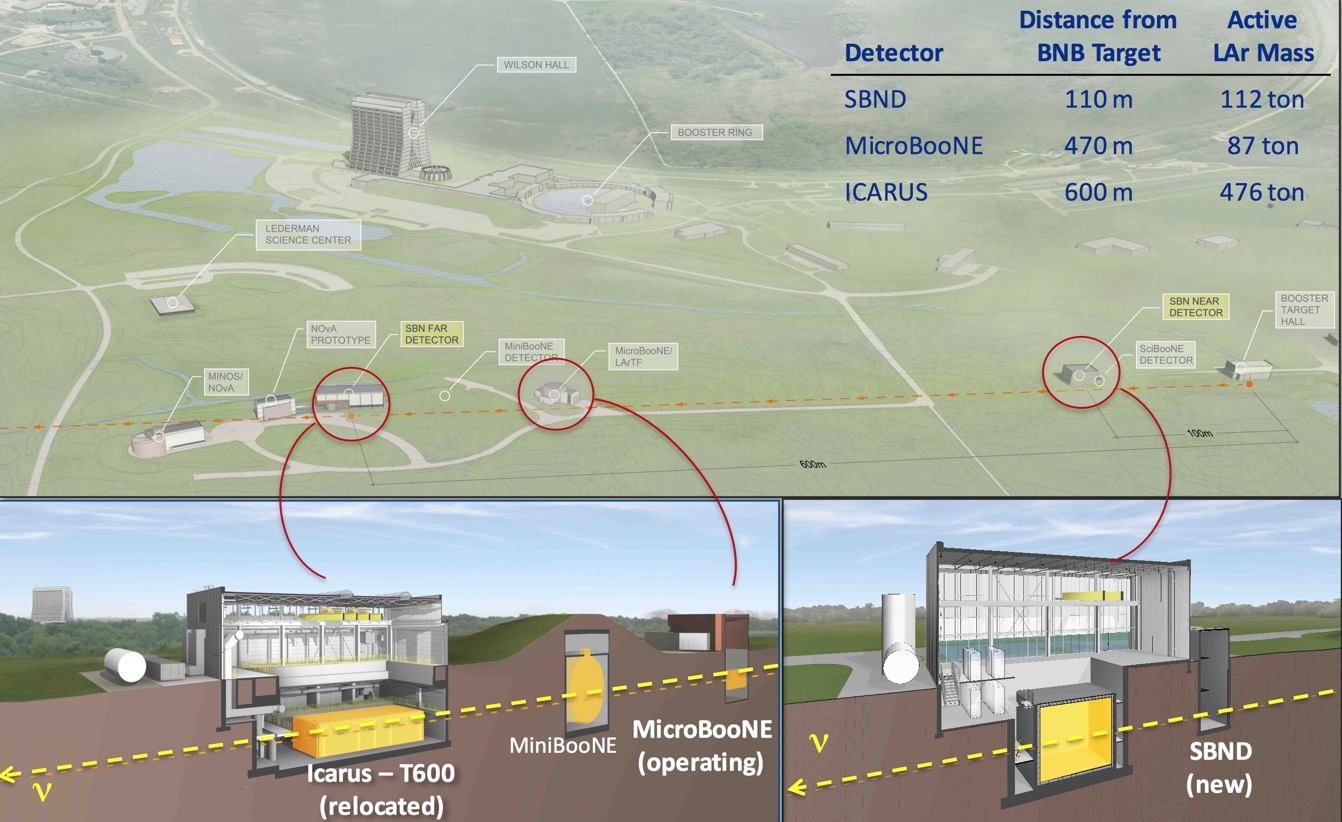 Distance from Active
Detector BNB Target LAr Mass
SBND 110 m 112 ton
MicroBooNE 470 m 87 ton
ICARUS 600 m 476 ton
WILSON HALL
BOOSTER RING
LEDERMAN
SCIENCE CENTER
NOvA
PROTOTYPE
SBN FAR
DETECTOR
MiniBooNE
DETECTOR
MicroBooNE/
LArTF
SBN NEAR
DETECTOR
SciBooNE
DETECTOR
BOOSTER
TARGET
HALL
MINOS/
NOvA
100m
600m
MiniBooNE
MicroBooNE
(operating)
Icarus – T600
(relocated)
ν
ν
SBND
(new)